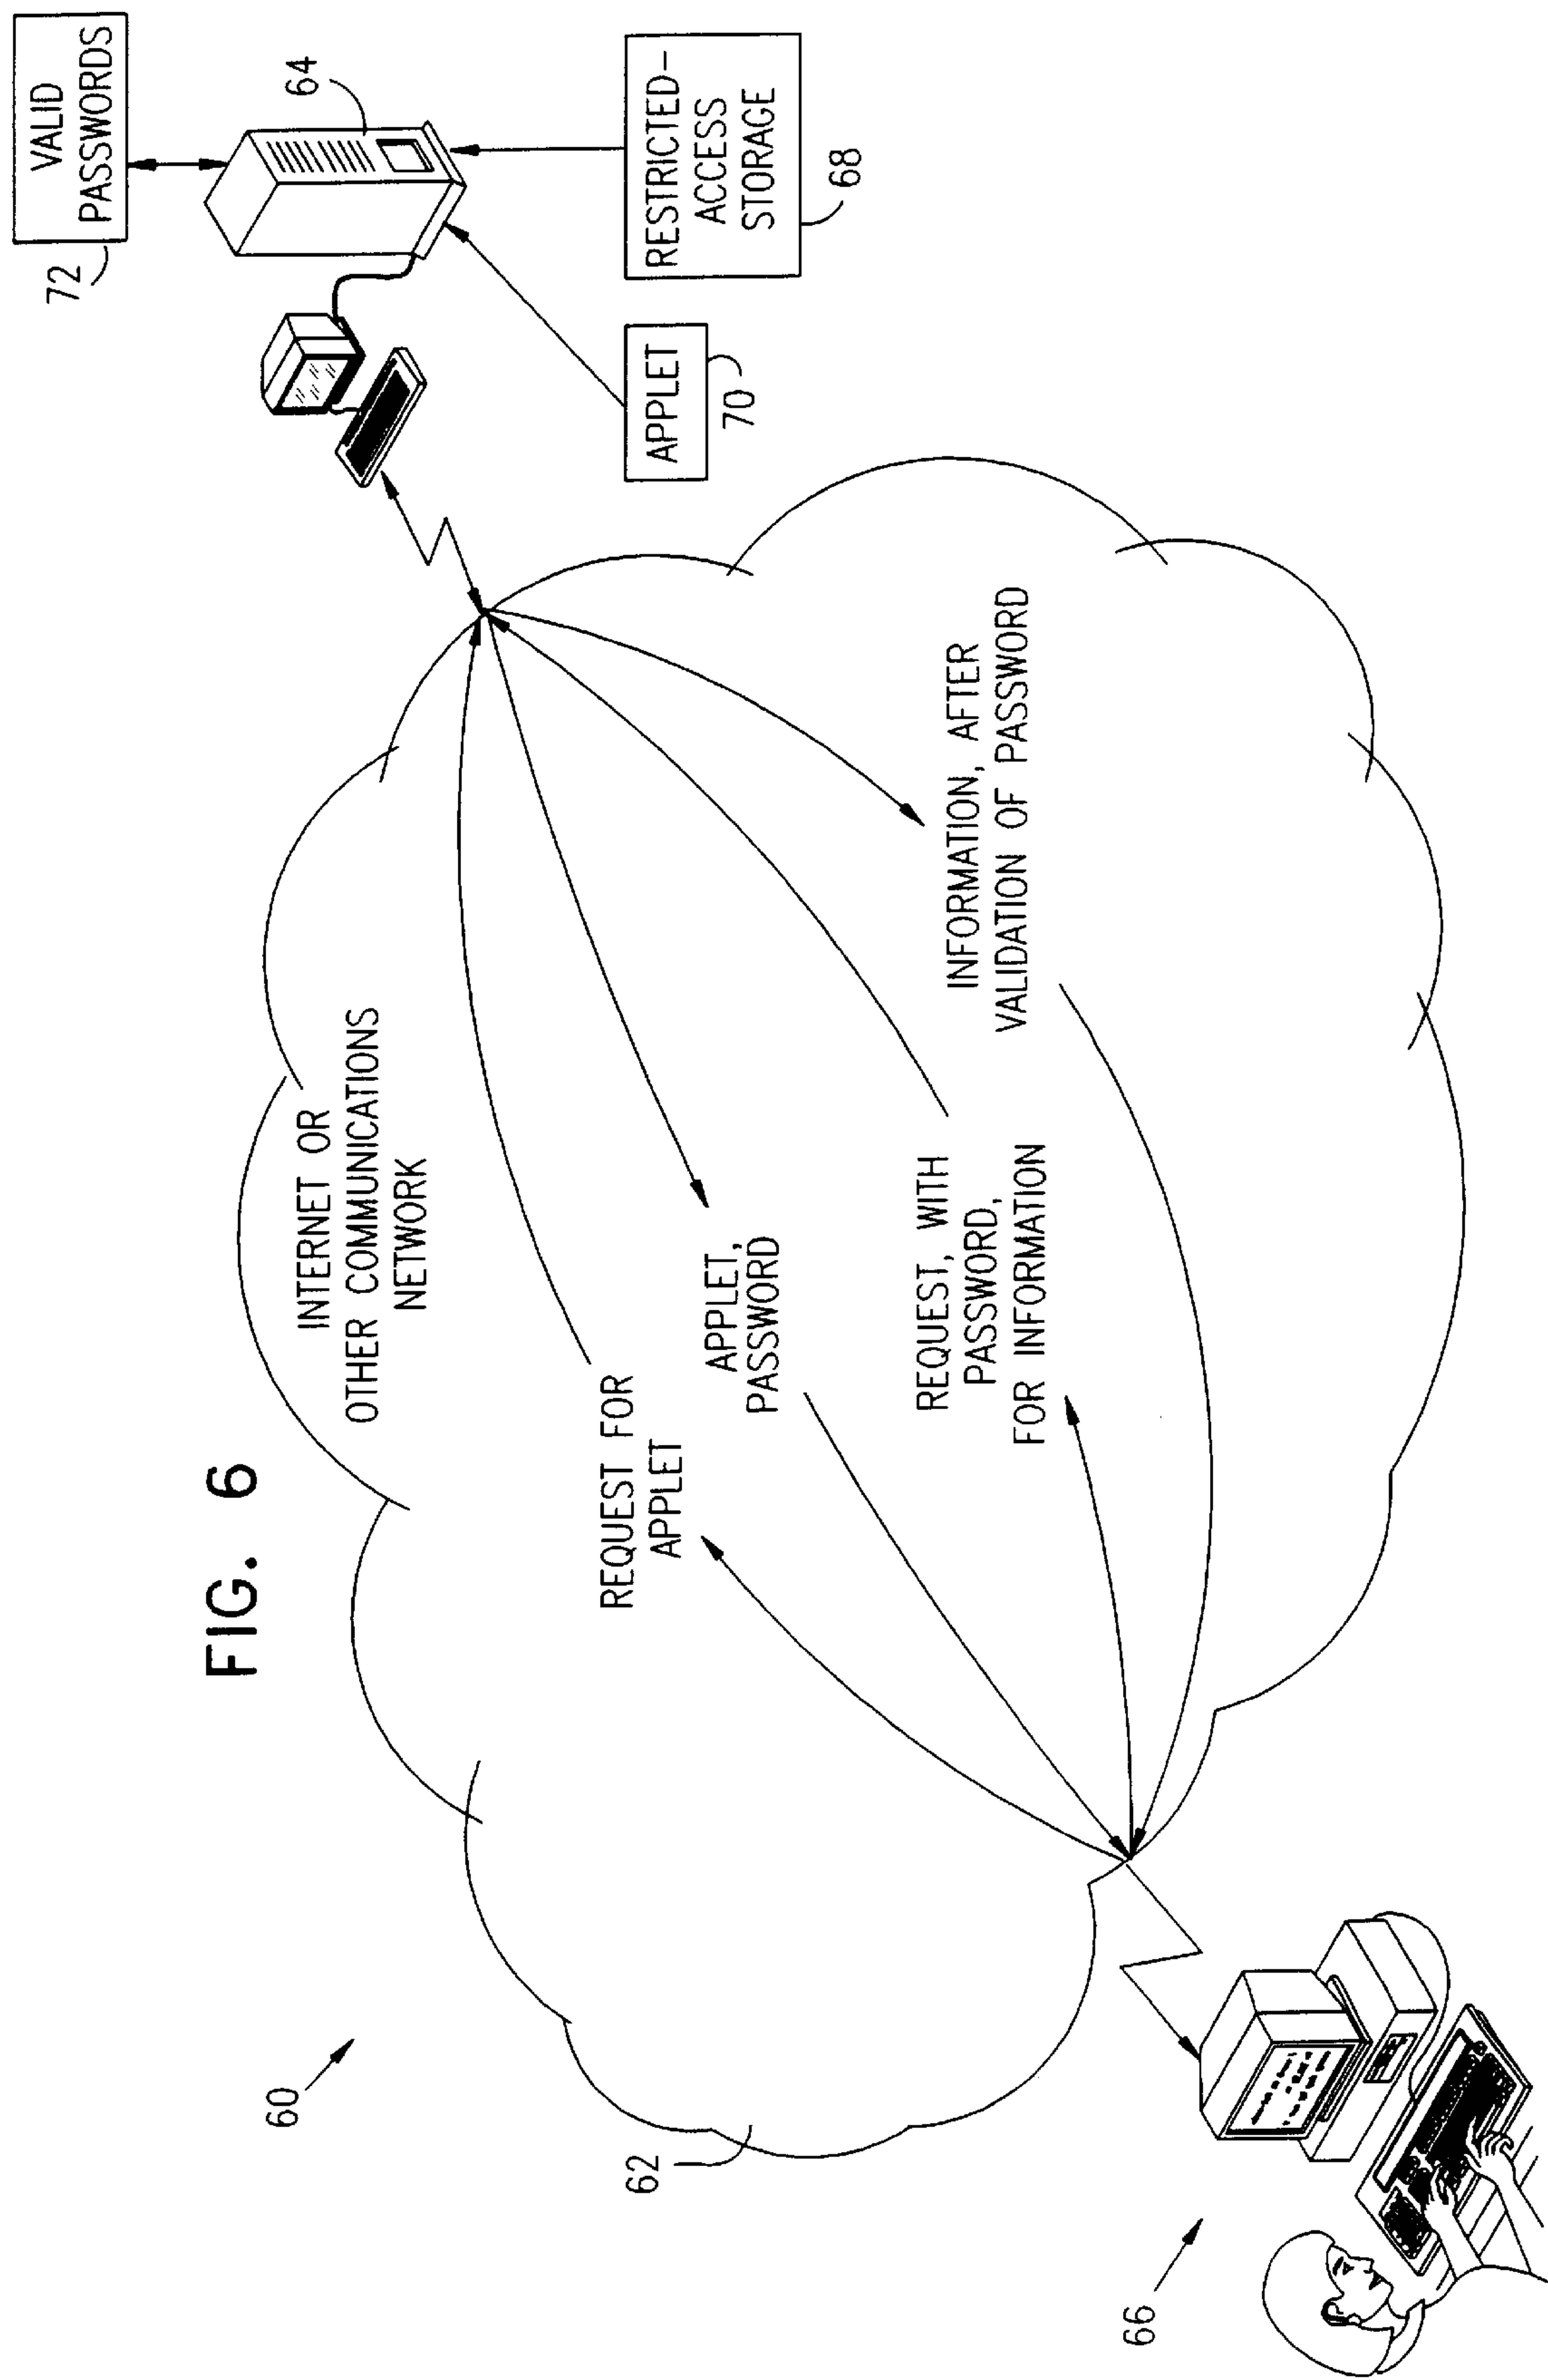 FIG. 6
60
62
66
INTERNET OR
OTHER COMMUNICATIONS
NETWORK
REQUEST FOR
APPLET
APPLET,
PASSWORD
REQUEST, WITH
PASSWORD,
FOR INFORMATION
INFORMATION, AFTER
VALIDATION OF PASSWORD
72
VALID
PASSWORDS
64
APPLET
70
RESTRICTED-
ACCESS
STORAGE
68